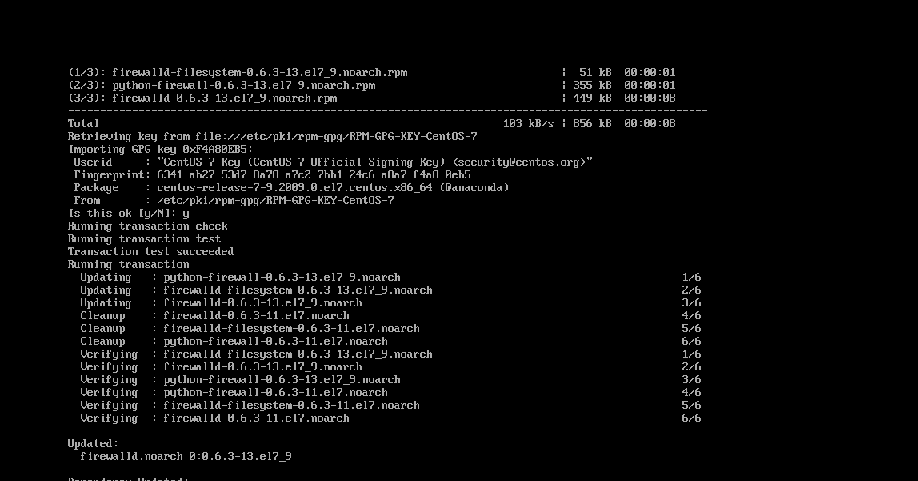 (1/3): firewalld-filesystem-0.6.3-13.el7_9.noarch.rpm | 51 kB 00:00:01
(2/3): python-firewall-0.6.3-13.el7_9.noarch.rpm | 355 kB 00:00:01
(3/3): firewalld-0.6.3-13.el7_9.noarch.rpm | 449 kB 00:00:08
--------------------------------------------------------------------------------
Total 103 kB/s | 856 kB 00:00:08
Retrieving key from file:///etc/pki/rpm-gpg/RPM-GPG-KEY-CentOS-7
Importing GPG key 0xF4A80EB5:
Userid : "CentOS-7 Key (CentOS 7 Official Signing Key) <security@centos.org>"
Fingerprint: 6341 ab27 53d7 8a78 a7c2 7bb1 24c6 a8a7 f4a8 0eb5
Package : centos-release-7-9.2009.0.el7.centos.x86_64 (@anaconda)
From : /etc/pki/rpm-gpg/RPM-GPG-KEY-CentOS-7
Is this ok [y/N]: y
Running transaction check
Running transaction test
Transaction test succeeded
Running transaction
Updating : python-firewall-0.6.3-13.el7_9.noarch 1/6
Updating : firewalld-filesystem-0.6.3-13.el7_9.noarch 2/6
Updating : firewalld-0.6.3-13.el7_9.noarch 3/6
Cleanup : firewalld-0.6.3-11.el7.noarch 4/6
Cleanup : firewalld-filesystem-0.6.3-11.el7.noarch 5/6
Cleanup : python-firewall-0.6.3-11.el7.noarch 6/6
Verifying : firewalld-filesystem-0.6.3-13.el7_9.noarch 1/6
Verifying : firewalld-0.6.3-13.el7_9.noarch 2/6
Verifying : python-firewall-0.6.3-13.el7_9.noarch 3/6
Verifying : python-firewall-0.6.3-11.el7.noarch 4/6
Verifying : firewalld-filesystem-0.6.3-11.el7.noarch 5/6
Verifying : firewalld-0.6.3-11.el7.noarch 6/6
Updated:
firewalld.noarch 0:0.6.3-13.el7_9
Dependency Updated: